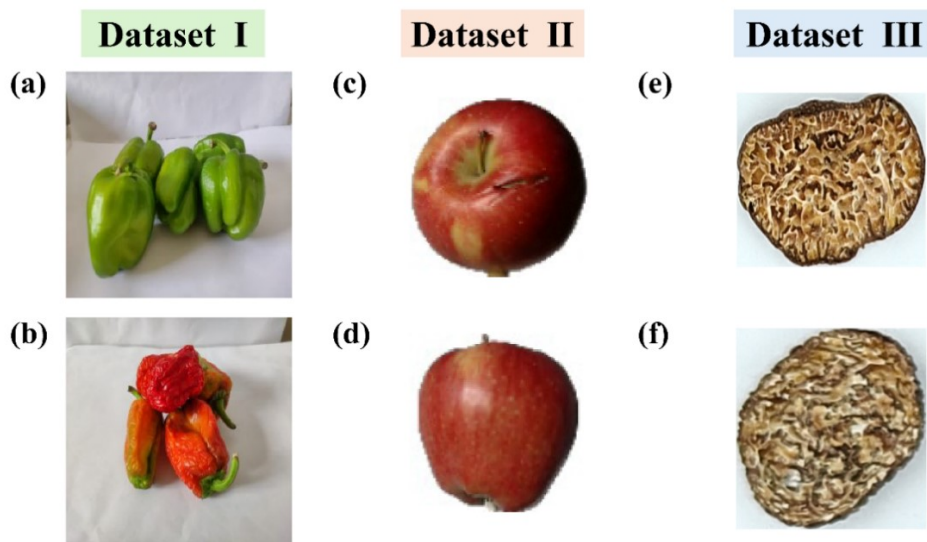 Dataset I
Dataset II
Dataset III
(a)
(c)
(e)
(b)
(d)
(f)